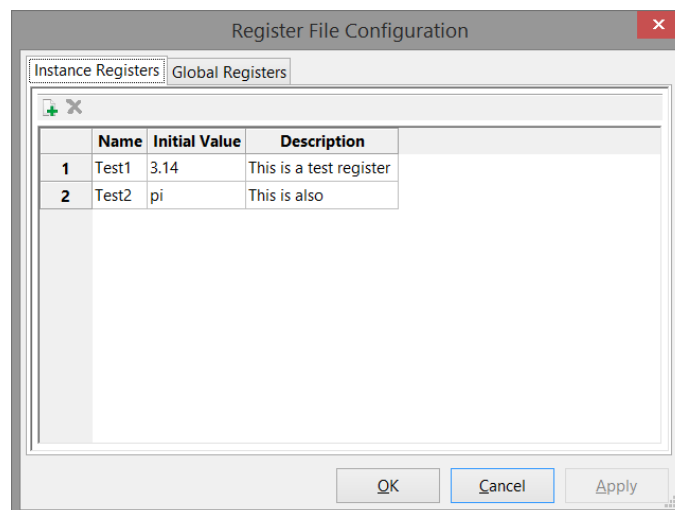 Register File Configuration
Instance Registers Global Registers
Name Initial Value Description
1 Test1 3.14 This is a test register
2 Test2 pi This is also
OK Cancel Apply